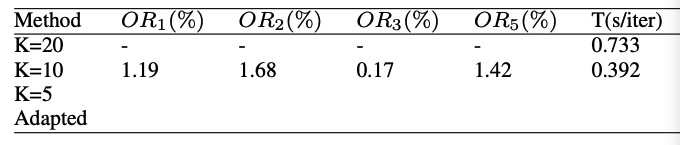 Method OR₁(%) OR₂(%) OR₃(%) OR₅(%) T(s/iter)
K=20 - - - - 0.733
K=10 1.19 1.68 0.17 1.42 0.392
K=5
Adapted